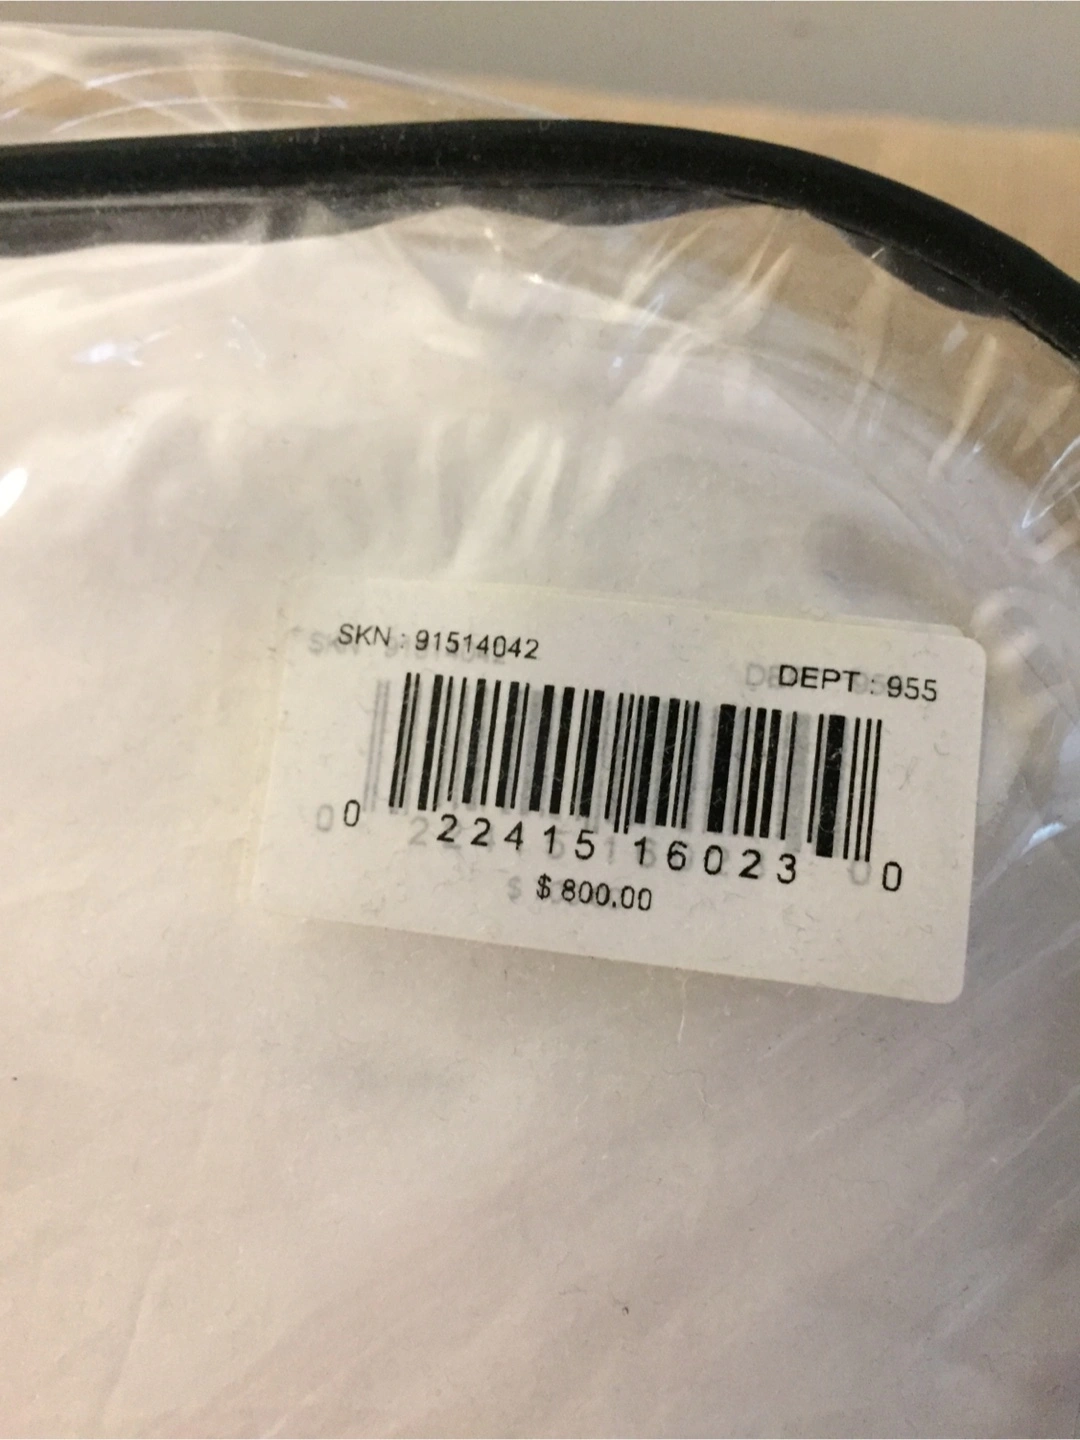 SKN : 91514042
DEPT : 955
0 22415 16023 0
$ 800.00